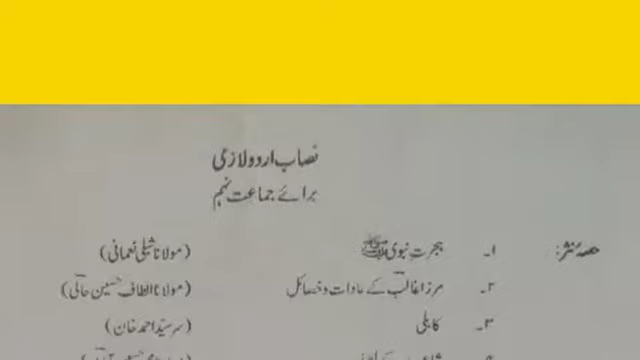 نصاب اردو لازمی
برائے جماعت نہم
حصہ نثر: ۱۔ ہجرتِ نبوی ﷺ (مولانا شبلی نعمانی)
۲۔ مرزا غالبؔ کے عادات و خصائل (مولانا الطاف حسین حالیؔ)
۳۔ کاہلی (سر سیّد احمد خان)